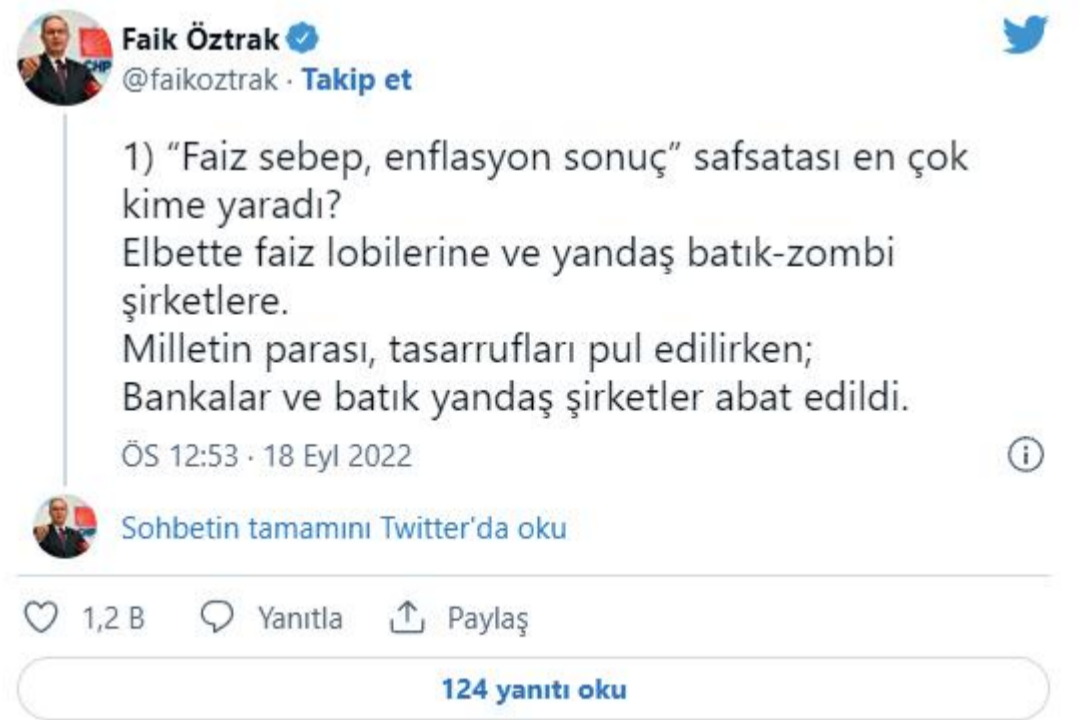 Faik Öztrak
@faikoztrak · Takip et
1) “Faiz sebep, enflasyon sonuç” safsatası en çok
kime yaradı?
Elbette faiz lobilerine ve yandaş batık-zombi
şirketlere.
Milletin parası, tasarrufları pul edilirken;
Bankalar ve batık yandaş şirketler abat edildi.
ÖS 12:53 · 18 Eyl 2022
Sohbetin tamamını Twitter'da oku
1,2 B Yanıtla Paylaş
124 yanıtı oku
CHP